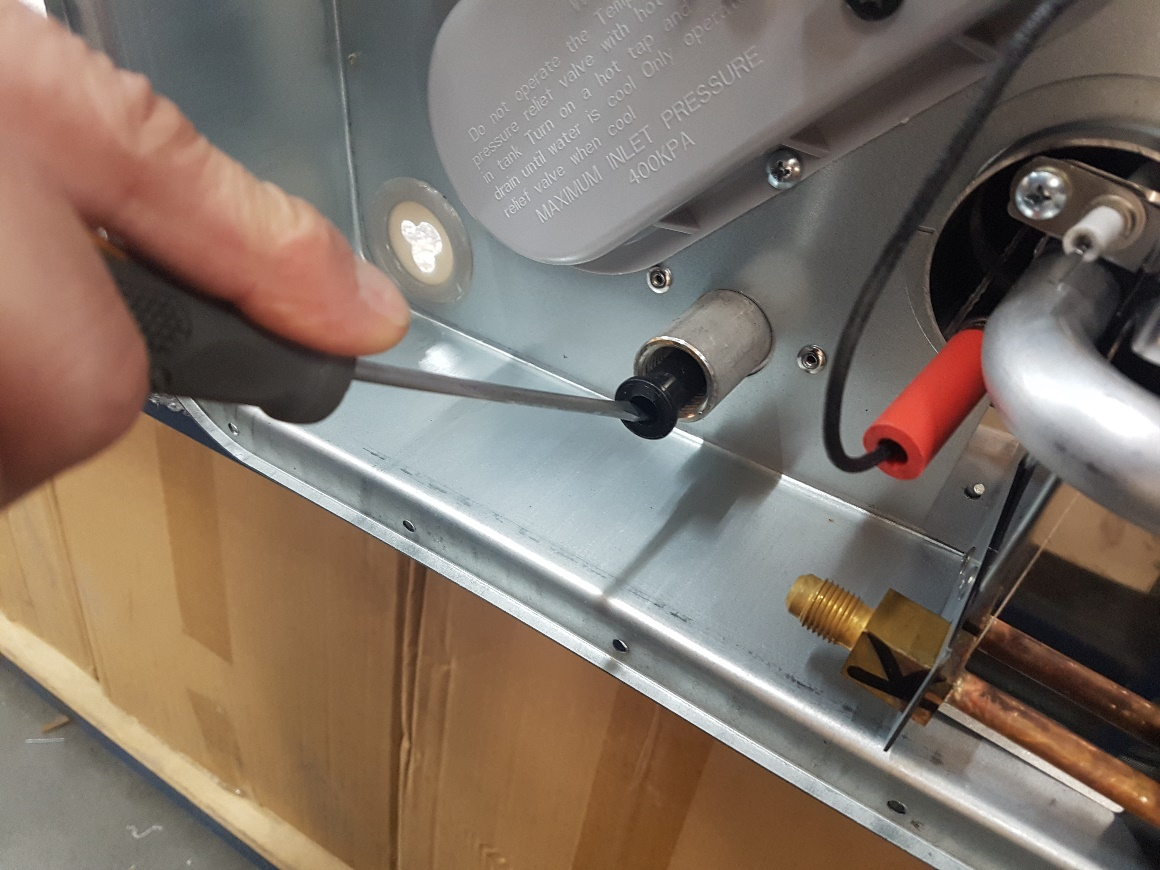 Do not operate the Temp
pressure relief valve with hot
in tank Turn on a hot tap and
drain until water is cool Only operate
relief valve when cool
MAXIMUM INLET PRESSURE
400KPA